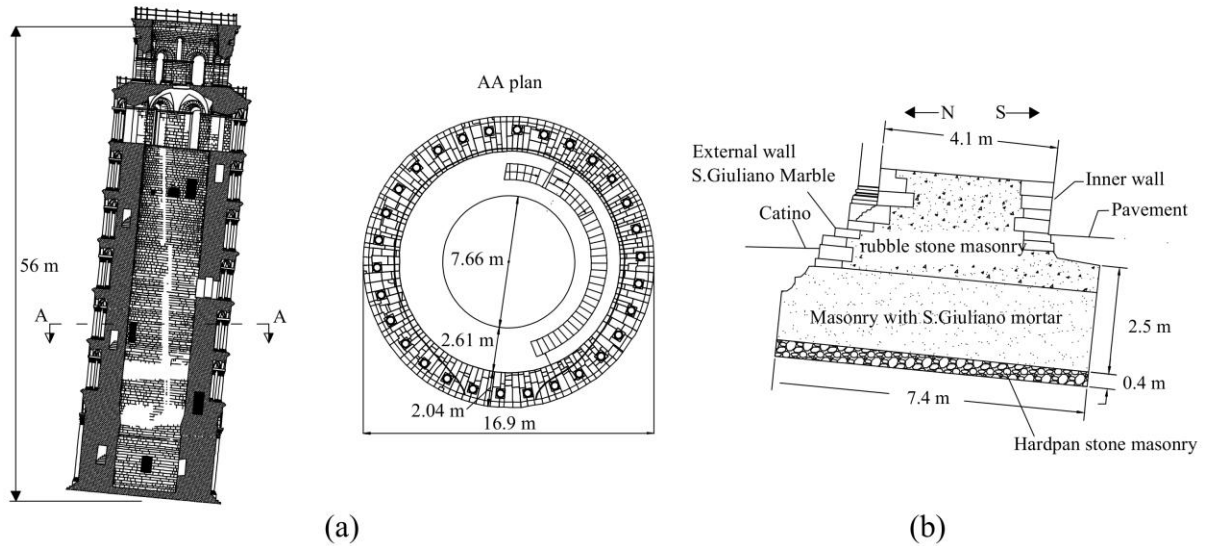 56 m
A
A
AA plan
7.66 m
2.61 m
2.04 m
16.9 m
(a)
N
S
4.1 m
External wall
S.Giuliano Marble
Catino
Inner wall
Pavement
rubble stone masonry
Masonry with S.Giuliano mortar
2.5 m
0.4 m
7.4 m
Hardpan stone masonry
(b)